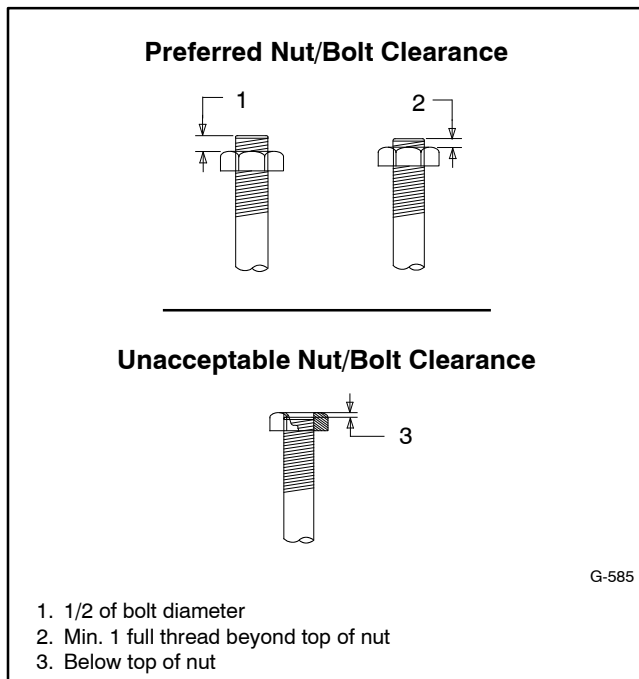 Preferred Nut/Bolt Clearance
1
2
Unacceptable Nut/Bolt Clearance
3
G-585
1. 1/2 of bolt diameter
2. Min. 1 full thread beyond top of nut
3. Below top of nut